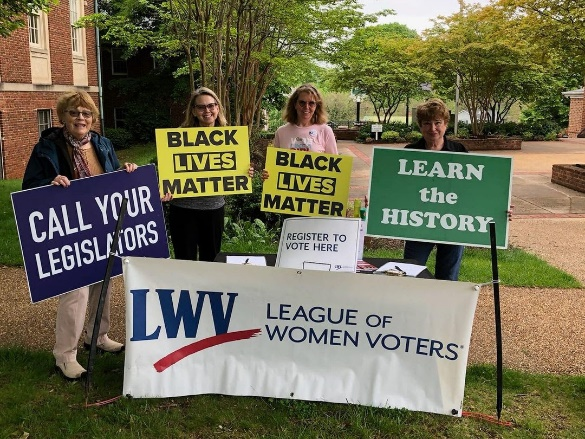 CALL YOUR
LEGISLATORS
BLACK
LIVES
MATTER
BLACK
LIVES
MATTER
LEARN
the
HISTORY
REGISTER TO
VOTE HERE
LWV
LEAGUE OF
WOMEN VOTERS®